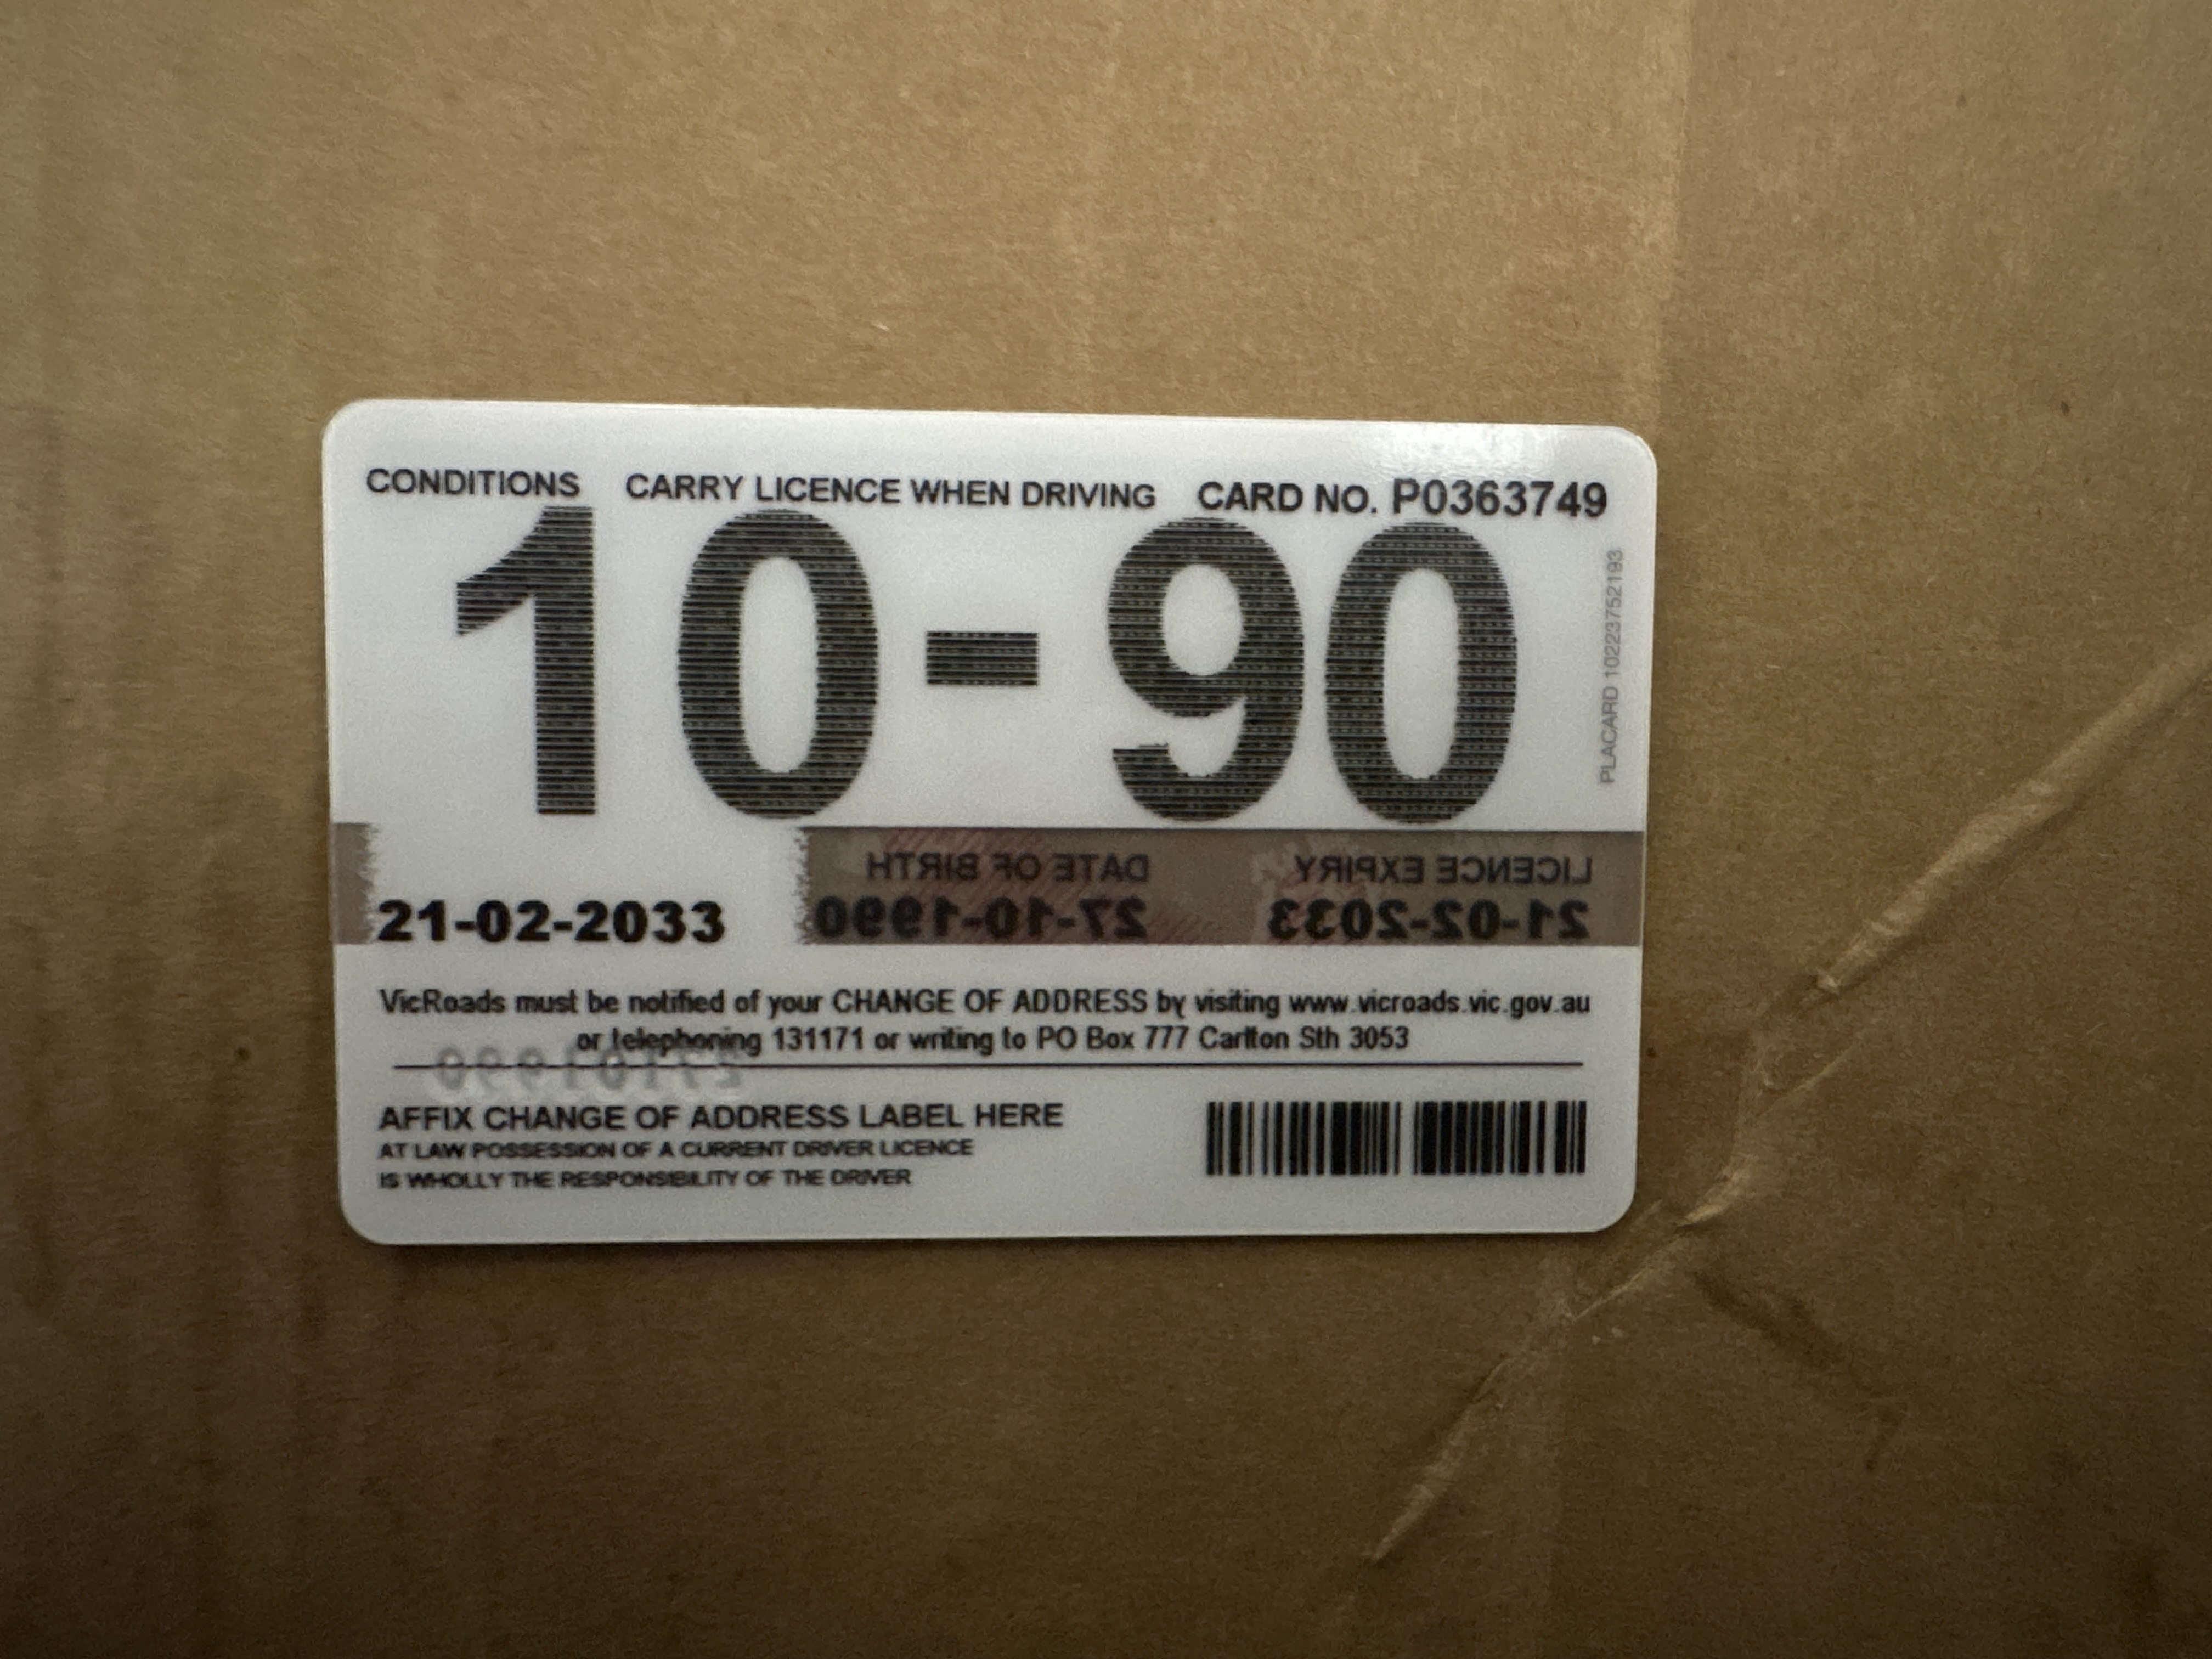 CONDITIONS CARRY LICENCE WHEN DRIVING CARD NO. P0363749
10-90
PLACARD 102237752193
LICENCE EXPIRY
21-02-2033
DATE OF BIRTH
27-10-1990
21-02-2033
VicRoads must be notified of your CHANGE OF ADDRESS by visiting www.vicroads.vic.gov.au
or telephoning 131171 or writing to PO Box 777 Carlton Sth 3053
27101990
AFFIX CHANGE OF ADDRESS LABEL HERE
AT LAW POSSESSION OF A CURRENT DRIVER LICENCE
IS WHOLLY THE RESPONSIBILITY OF THE DRIVER